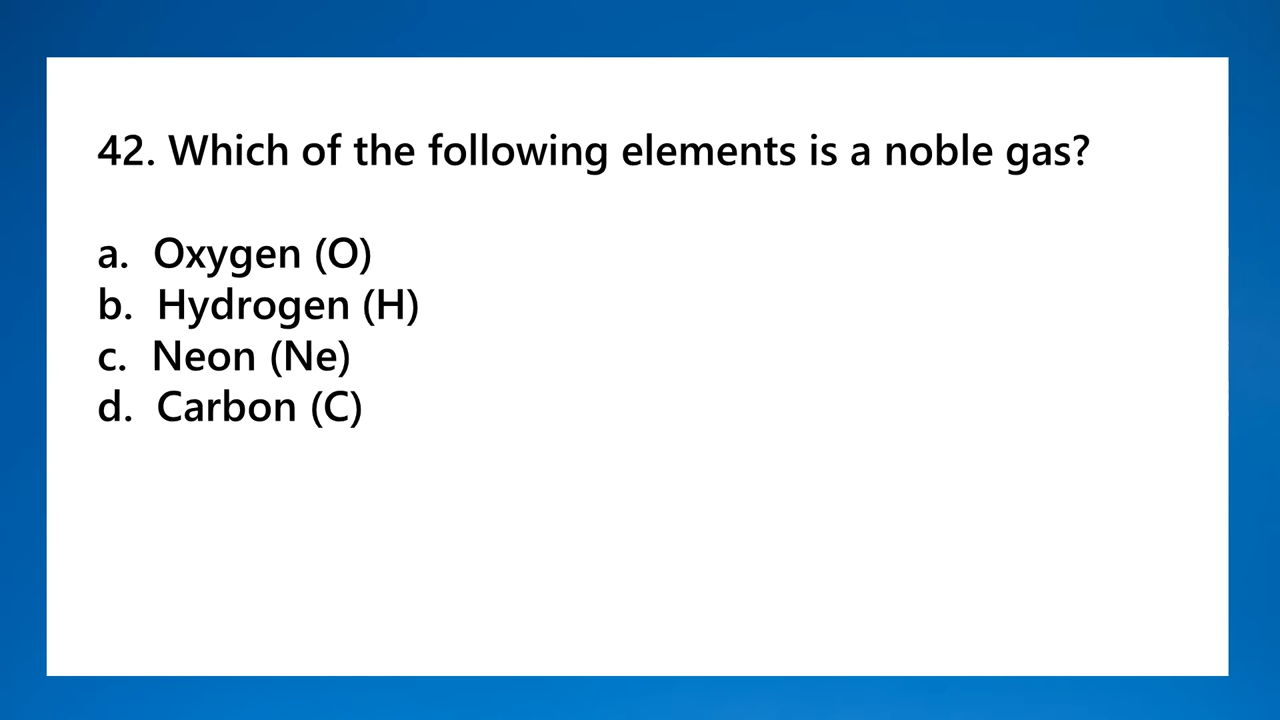 42. Which of the following elements is a noble gas?
a. Oxygen (O)
b. Hydrogen (H)
c. Neon (Ne)
d. Carbon (C)